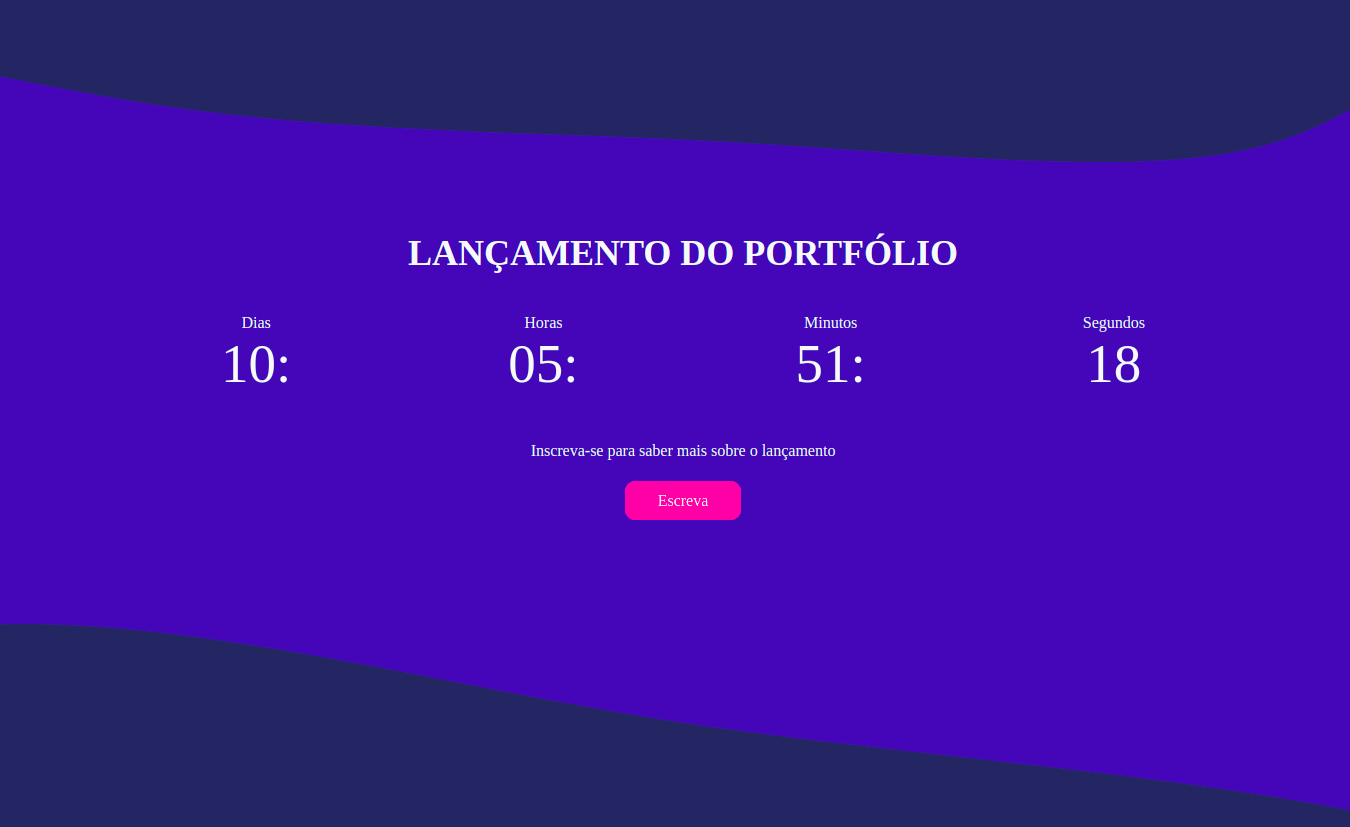 LANÇAMENTO DO PORTFÓLIO
Dias Horas Minutos Segundos
10: 05: 51: 18
Inscreva-se para saber mais sobre o lançamento
Escreva